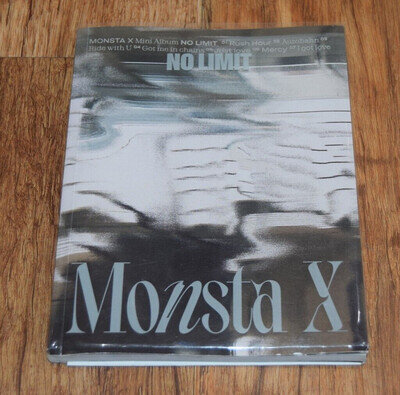 MONSTA X Mini Album NO LIMIT 01 Rush Hour 02 Autobahn 03
Ride with U 04 Got me in chains 05 Just love 06 Mercy 07 I got love
NO LIMIT
Monsta X